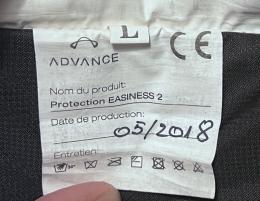 L
ADVANCE CE
Nom du produit:
Protection EASINESS 2
Date de production:
05/2018
Entretien: